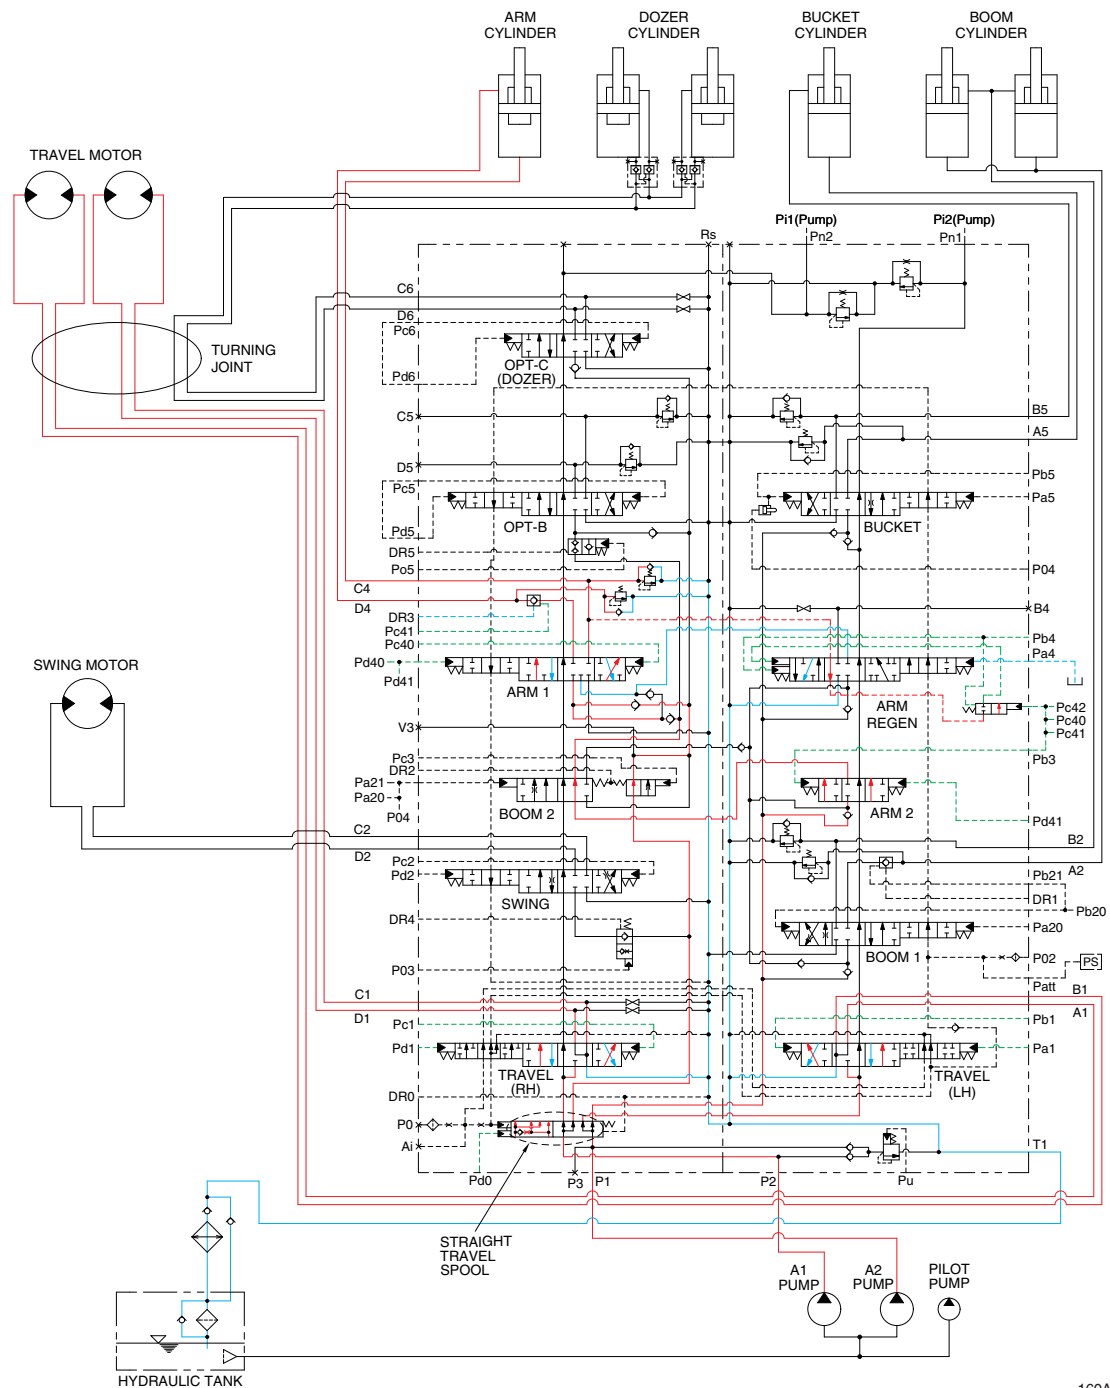 ARM
CYLINDER
DOZER
CYLINDER
BUCKET
CYLINDER
BOOM
CYLINDER
TRAVEL MOTOR
Pi1(Pump)
Pi2(Pump)
Rs
Pn2
Pn1
C6
D6
Pc6
TURNING
JOINT
OPT-C
(DOZER)
Pd6
C5
B5
A5
D5
Pc5
Pb5
Pa5
Pd5
OPT-B
BUCKET
DR5
Po5
P04
C4
D4
B4
DR3
Pc41
Pc40
Pb4
Pa4
SWING MOTOR
Pd40
Pd41
ARM 1
ARM
REGEN
Pc42
Pc40
Pc41
V3
Pc3
DR2
Pb3
Pa21
Pa20
P04
BOOM 2
ARM 2
Pd41
C2
D2
B2
A2
Pc2
Pd2
Pb21
DR1
SWING
Pb20
DR4
Pa20
BOOM 1
P03
P02
PS
Patt
C1
D1
B1
A1
Pc1
Pb1
Pd1
Pa1
TRAVEL
(RH)
TRAVEL
(LH)
DR0
P0
Ai
T1
Pd0
P3
P1
P2
Pu
STRAIGHT
TRAVEL
SPOOL
A1
PUMP
A2
PUMP
PILOT
PUMP
HYDRAULIC TANK